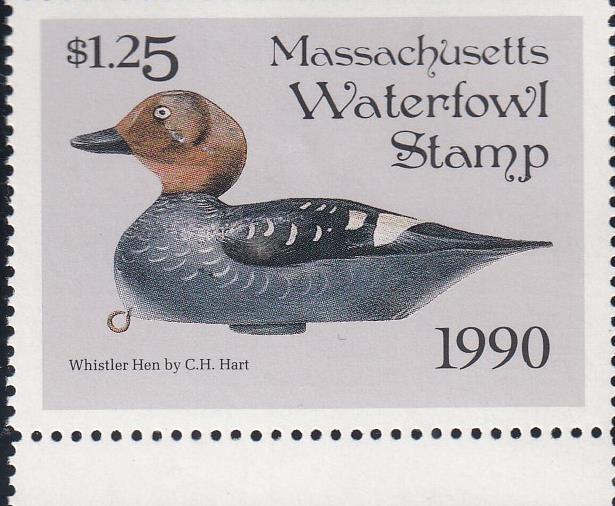 $1.25
Massachusetts
Waterfowl
Stamp
1990
Whistler Hen by C.H. Hart